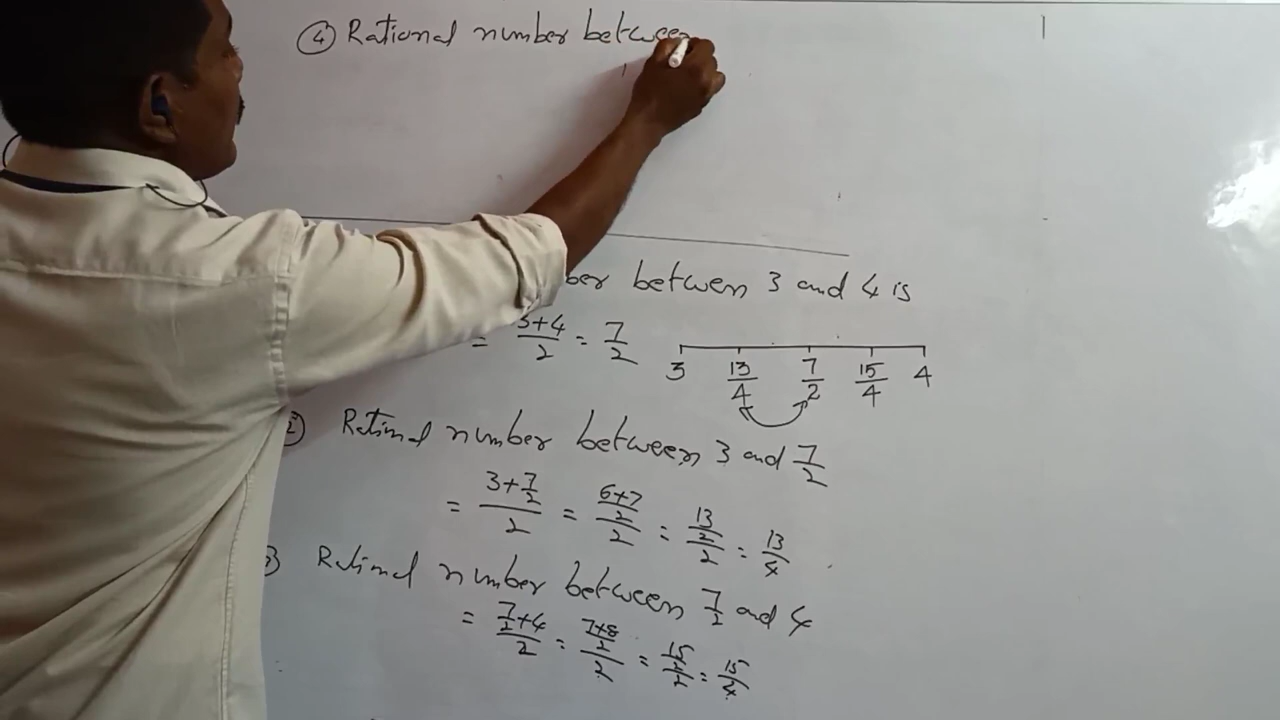 ④ Rational number between
ber between 3 and 4 is
= 3+4/2 = 7/2
3 13/4 7/2 15/4 4
② Rational number between 3 and 7/2
= (3+7/2)/2 = ((6+7)/2)/2 = (13/2)/2 = 13/4
3) Rational number between 7/2 and 4
= (7/2+4)/2 = ((7+8)/2)/2 = (15/2)/2 = 15/4